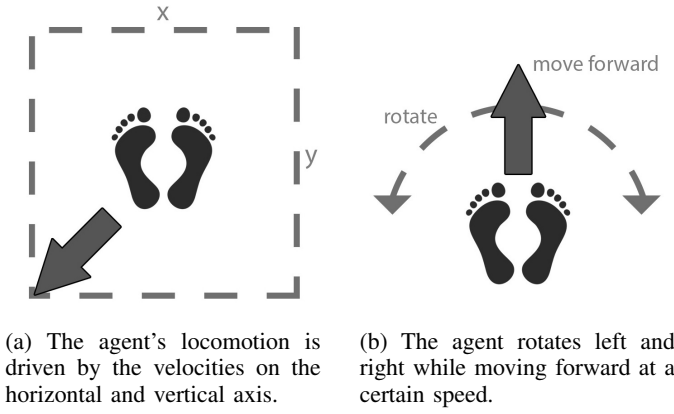 x
y
move forward
rotate
(a) The agent's locomotion is
driven by the velocities on the
horizontal and vertical axis.
(b) The agent rotates left and
right while moving forward at a
certain speed.